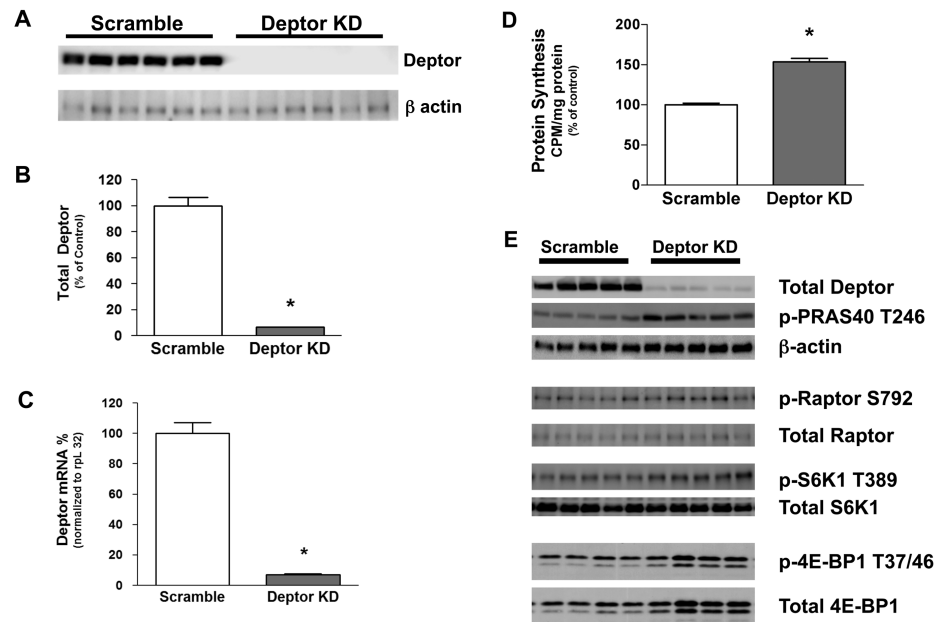 A
Scramble Deptor KD
Deptor
β actin
B
Total Deptor
(% of Control)
120
100
80
60
40
20
0
*
Scramble Deptor KD
C
Deptor mRNA %
(normalized to rpL 32)
120
100
80
60
40
20
0
*
Scramble Deptor KD
D
Protein Synthesis
CPM/mg protein
(% of control)
200
150
100
50
0
*
Scramble Deptor KD
E
Scramble Deptor KD
Total Deptor
p-PRAS40 T246
β-actin
p-Raptor S792
Total Raptor
p-S6K1 T389
Total S6K1
p-4E-BP1 T37/46
Total 4E-BP1